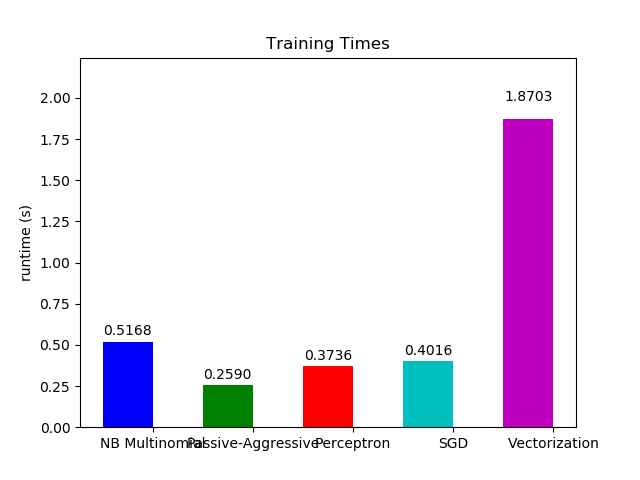 Training Times
runtime (s)
2.00
1.75
1.50
1.25
1.00
0.75
0.50
0.25
0.00
0.5168
0.2590
0.3736
0.4016
1.8703
NB Multinomial
Passive-Aggressive
Perceptron
SGD
Vectorization